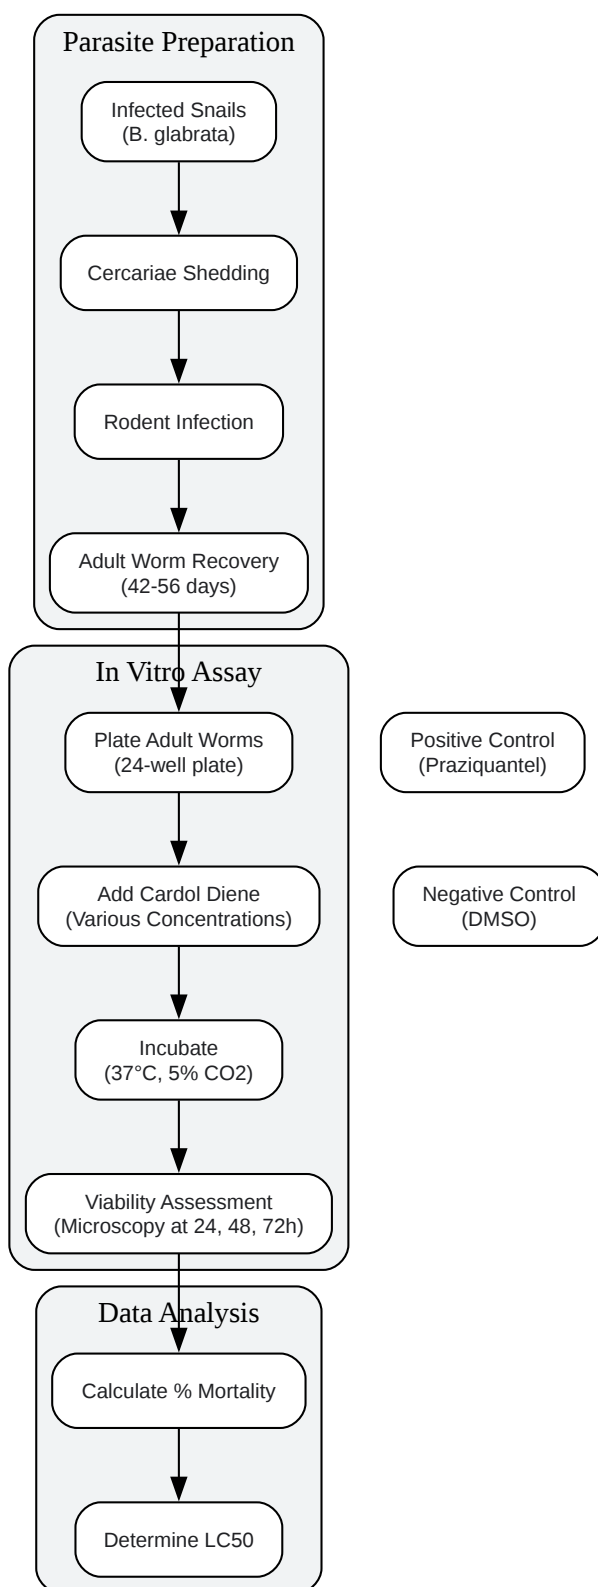 Parasite Preparation
Infected Snails
(B. glabrata)
Cercariae Shedding
Rodent Infection
Adult Worm Recovery
(42-56 days)
In Vitro Assay
Plate Adult Worms
(24-well plate)
Positive Control
(Praziquantel)
Add Cardol Diene
(Various Concentrations)
Negative Control
(DMSO)
Incubate
(37°C, 5% CO2)
Viability Assessment
(Microscopy at 24, 48, 72h)
Data Analysis
Calculate % Mortality
Determine LC50